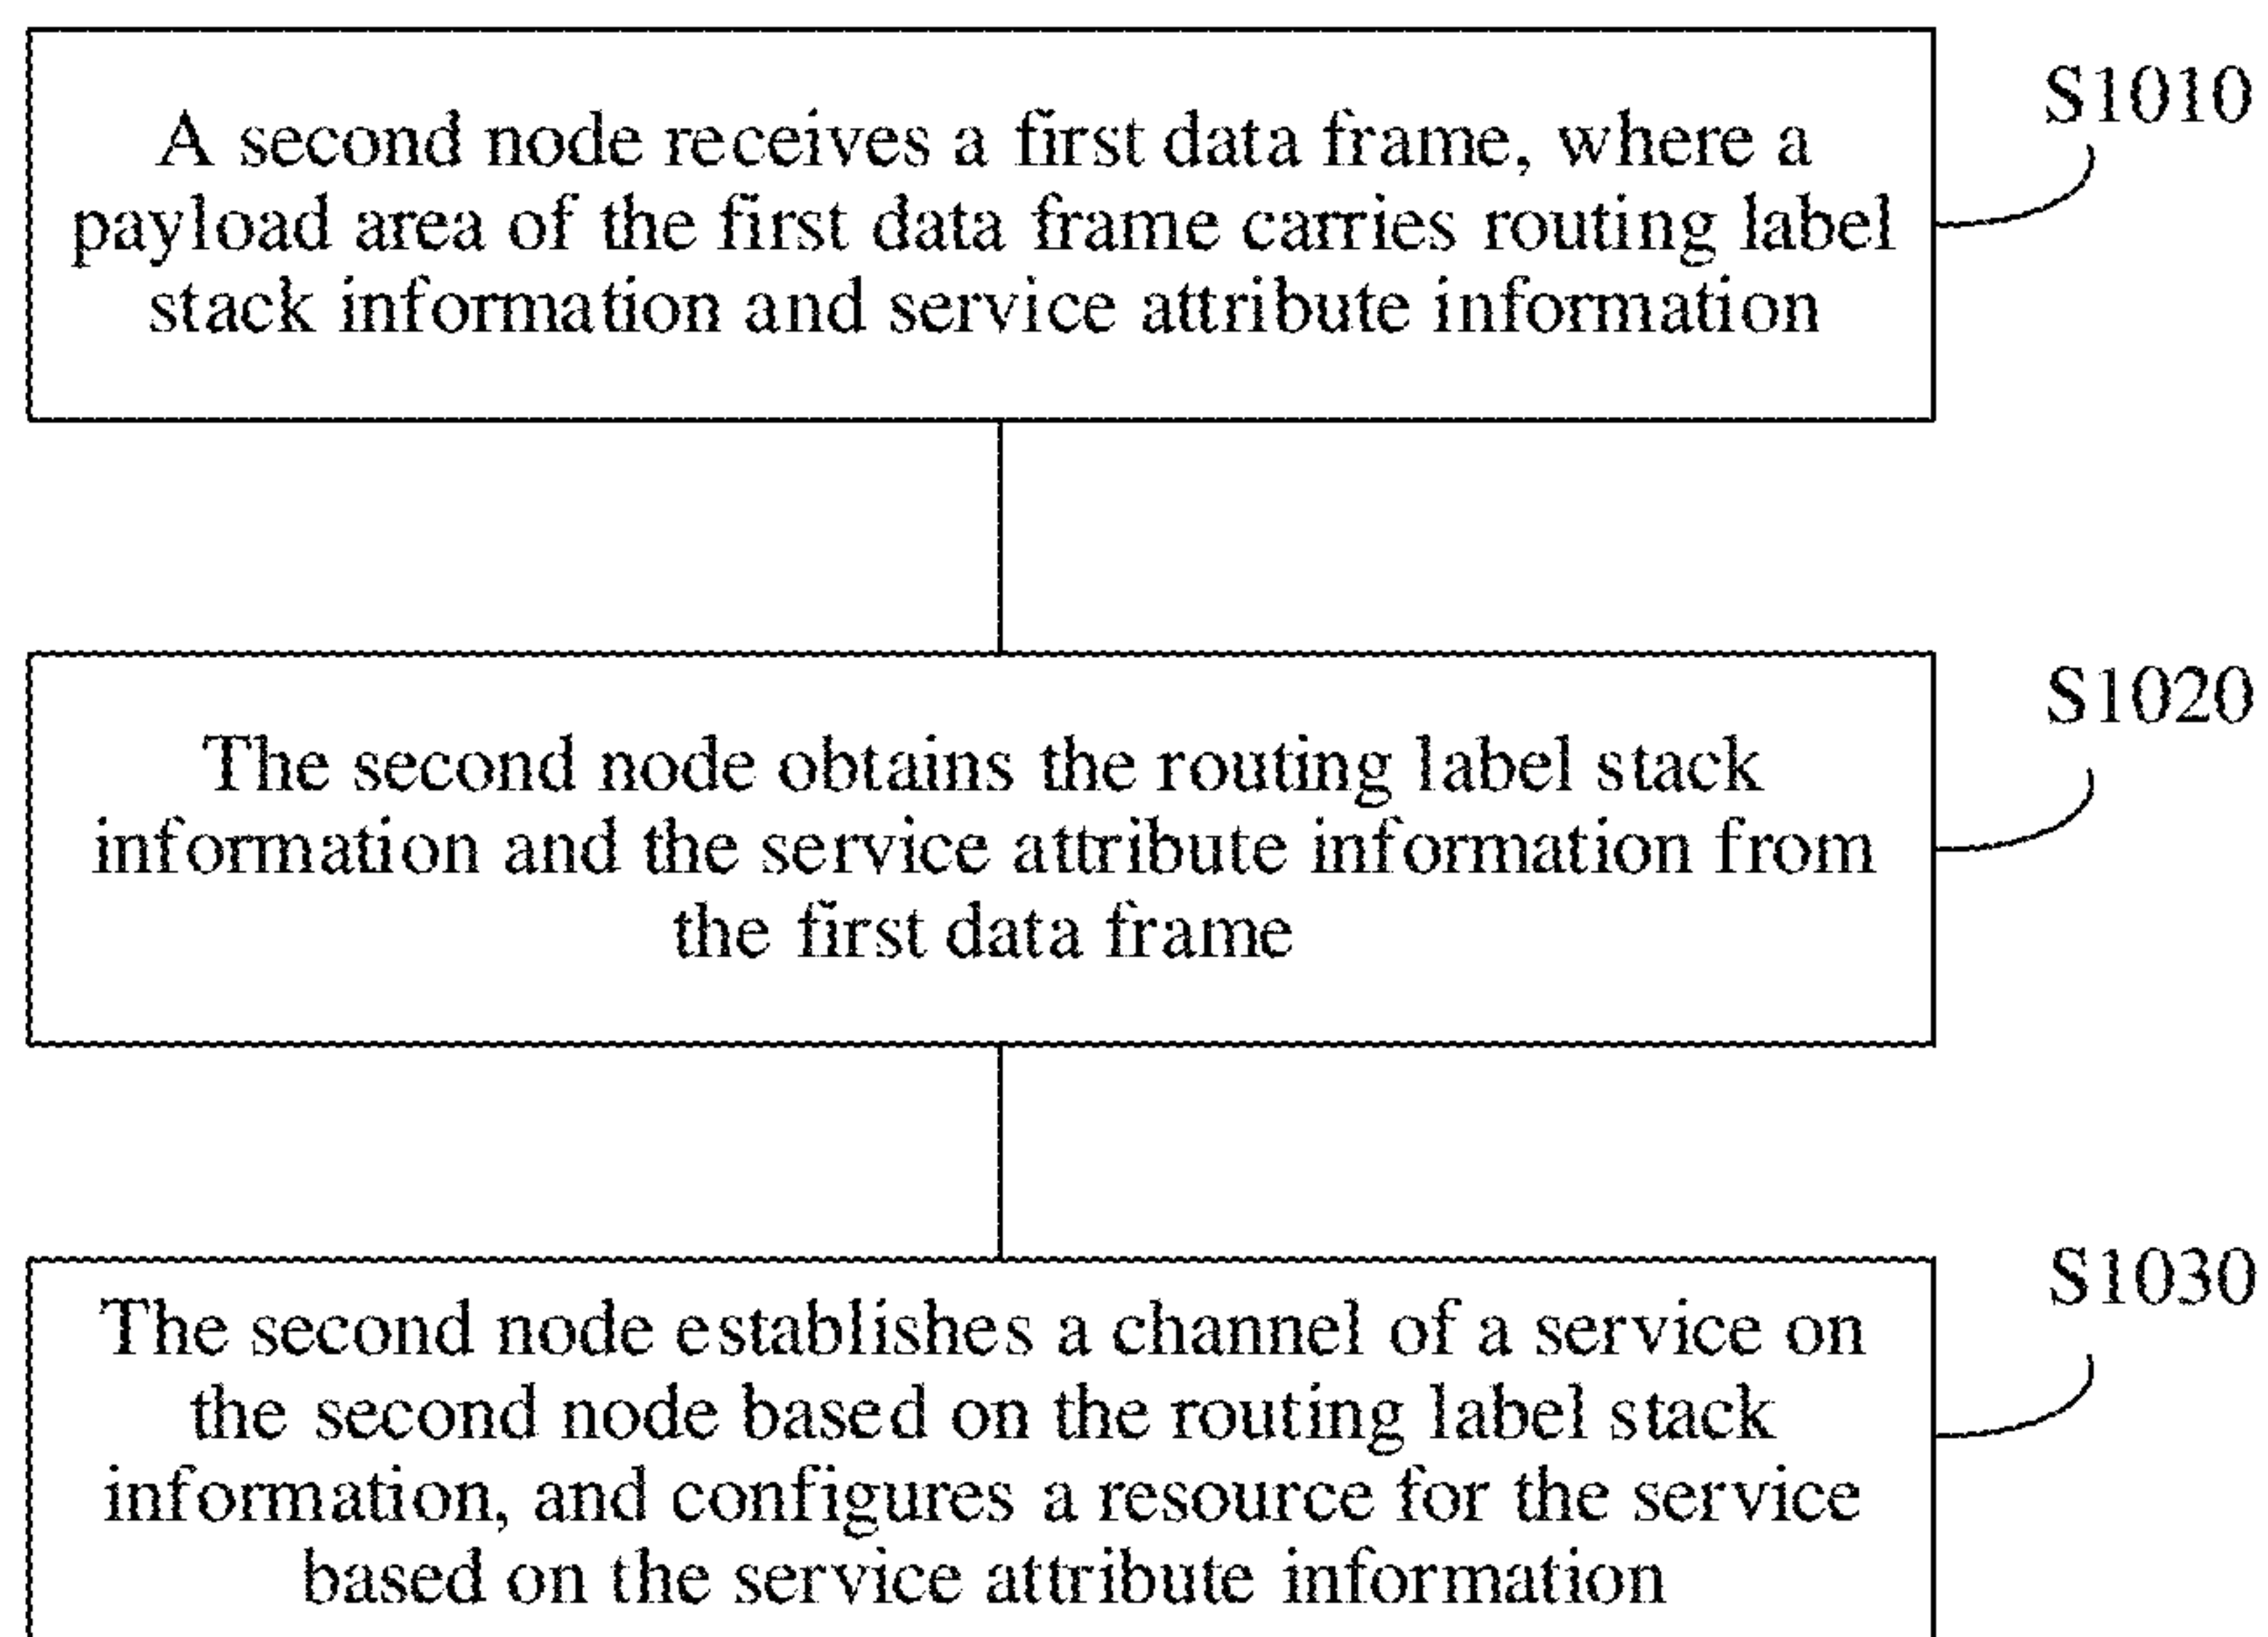 A second node receives a first data frame, where a
payload area of the first data frame carries routing label
stack information and service attribute information
S1010
The second node obtains the routing label stack
information and the service attribute information from
the first data frame
S1020
The second node establishes a channel of a service on
the second node based on the routing label stack
information, and configures a resource for the service
based on the service attribute information
S1030